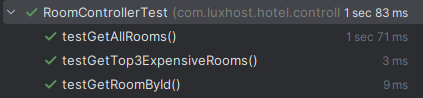 RoomControllerTest (com.luxhost.hotel.controll 1 sec 83 ms
testGetAllRooms() 1 sec 71 ms
testGetTop3ExpensiveRooms() 3 ms
testGetRoomById() 9 ms